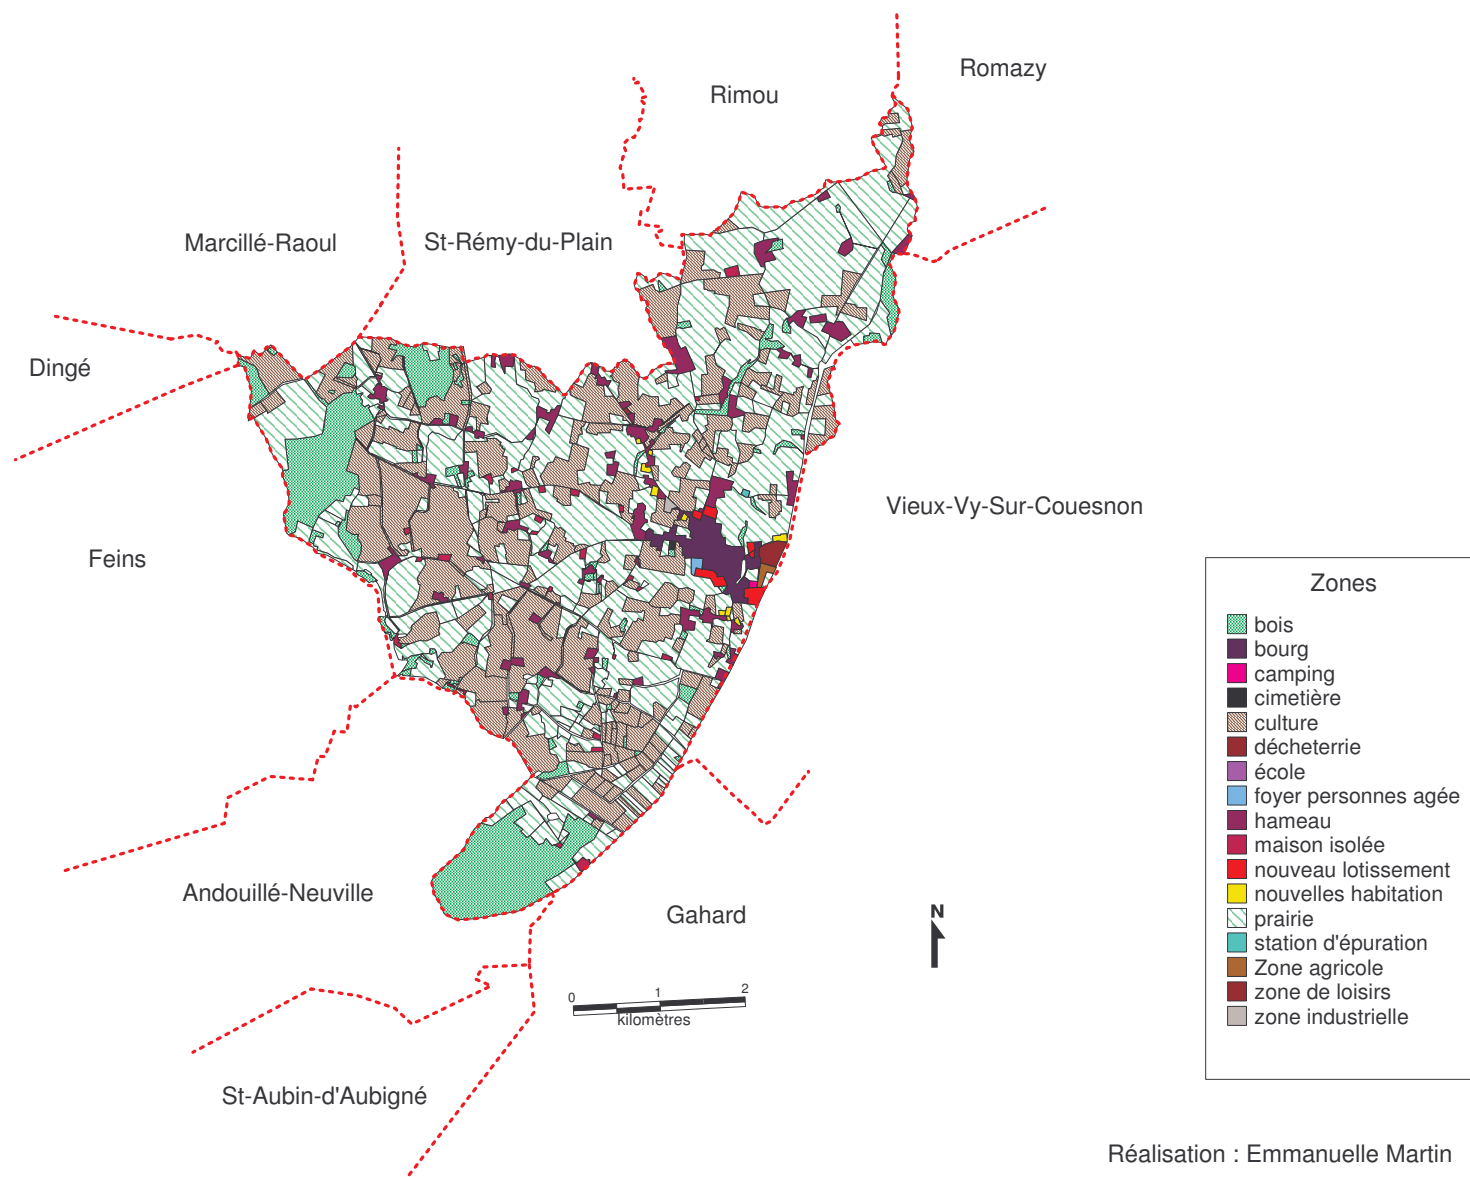 Romazy
Rimou
Marcillé-Raoul
St-Rémy-du-Plain
Dingé
Vieux-Vy-Sur-Couesnon
Feins
Zones
bois
bourg
camping
cimetière
culture
décheterrie
école
foyer personnes agée
hameau
maison isolée
nouveau lotissement
nouvelles habitation
prairie
station d'épuration
Zone agricole
zone de loisirs
zone industrielle
Andouillé-Neuville
Gahard
N
0 1 2
kilomètres
St-Aubin-d'Aubigné
Réalisation : Emmanuelle Martin